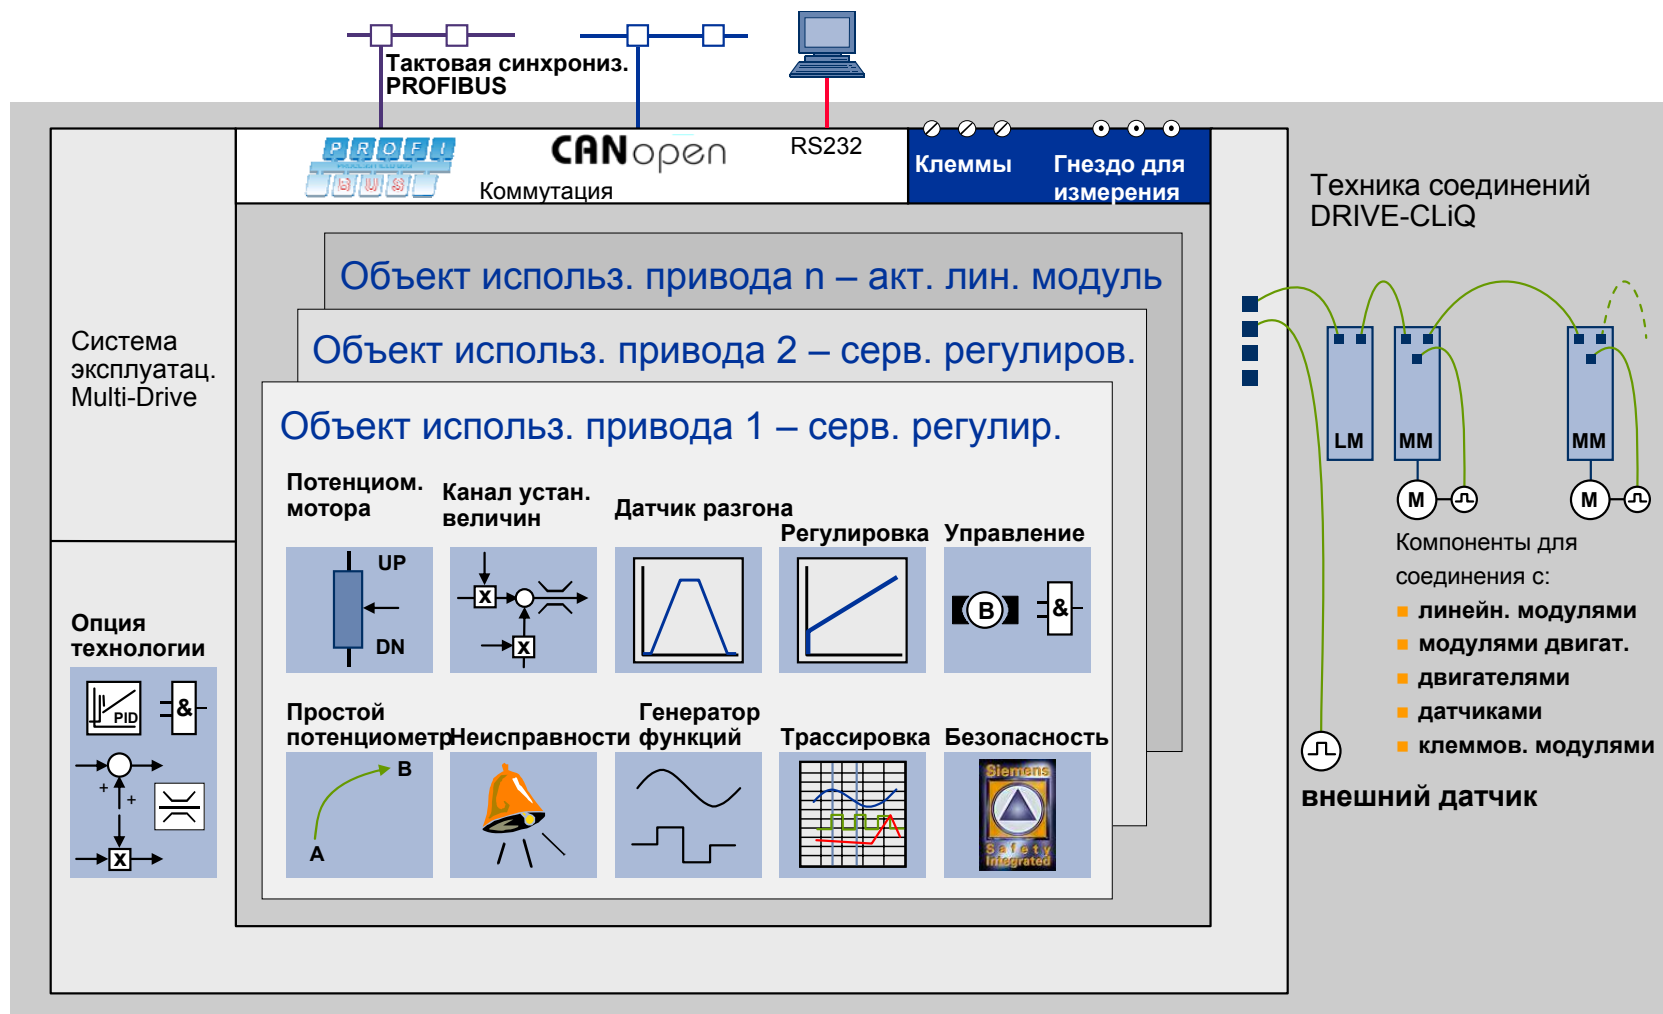 Тактовая синхрониз.
PROFIBUS
PROFI
PROCESS FIELD BUS
BUS
CANopen
RS232
Коммутация
Клеммы
Гнездо для
измерения
Техника соединений
DRIVE-CLiQ
Система
эксплуатац.
Multi-Drive
Объект использ. привода n – акт. лин. модуль
Объект использ. привода 2 – серв. регулиров.
Объект использ. привода 1 – серв. регулир.
Потенциом.
мотора
Канал устан.
величин
Датчик разгона
Регулировка
Управление
UP
DN
X
X
B
&
Простой
потенциометр
Неисправности
Генератор
функций
Трассировка
Безопасность
B
A
Siemens
Safety
Integrated
Опция
технологии
PID
&
+
+
X
LM
MM
MM
M
M
Компоненты для
соединения с:
линейн. модулями
модулями двигат.
двигателями
датчиками
клеммов. модулями
внешний датчик